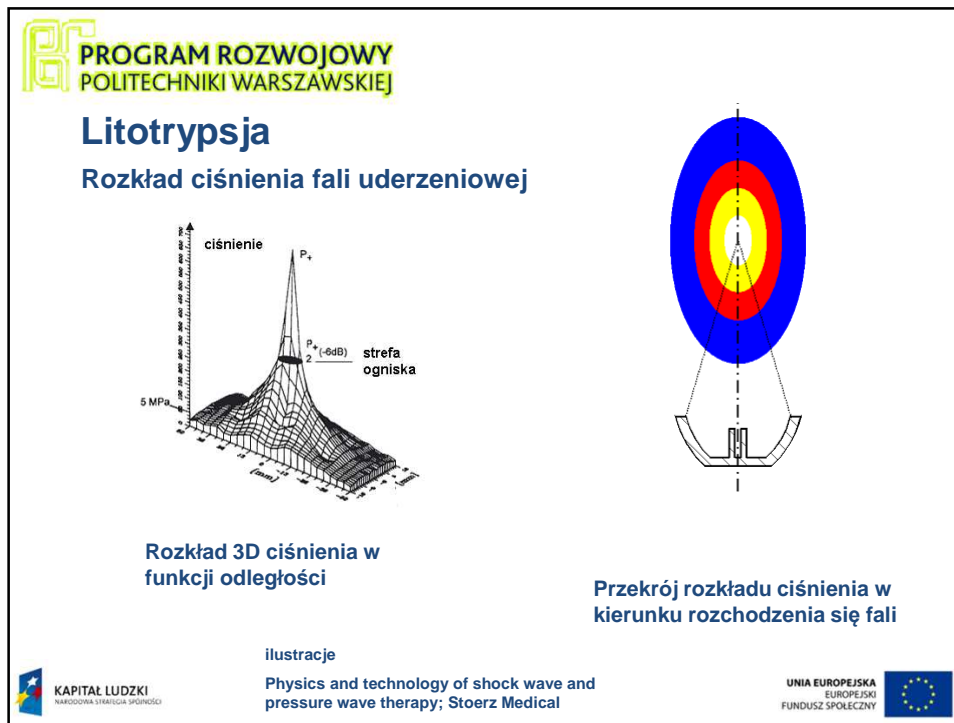 PROGRAM ROZWOJOWY
POLITECHNIKI WARSZAWSKIEJ
Litotrypsja
Rozkład ciśnienia fali uderzeniowej
ciśnienie
P+
P+ (-6dB)
2
strefa
ogniska
5 MPa
[mm]
Rozkład 3D ciśnienia w
funkcji odległości
Przekrój rozkładu ciśnienia w
kierunku rozchodzenia się fali
ilustracje
Physics and technology of shock wave and
pressure wave therapy; Stoerz Medical
KAPITAŁ LUDZKI
NARODOWA STRATEGIA SPÓJNOŚCI
UNIA EUROPEJSKA
EUROPEJSKI
FUNDUSZ SPOŁECZNY